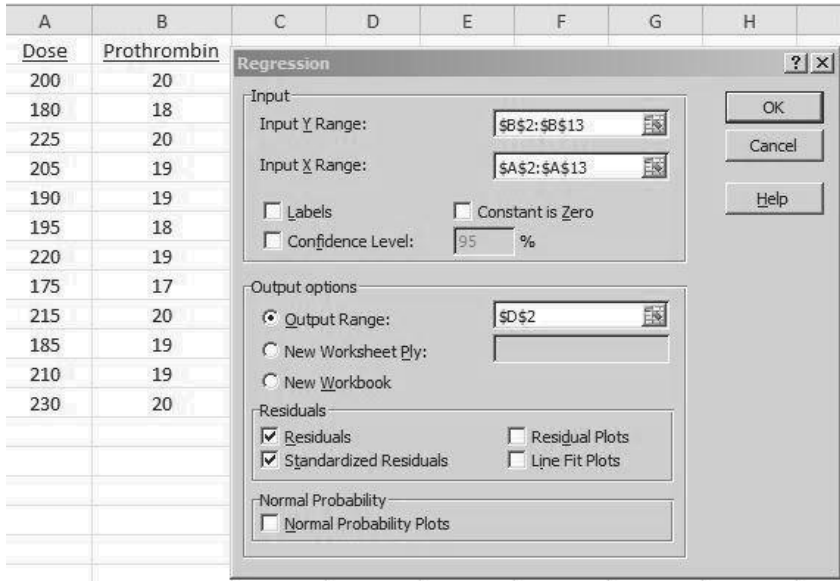 A B C D E F G H
Dose Prothrombin
200 20
180 18
225 20
205 19
190 19
195 18
220 19
175 17
215 20
185 19
210 19
230 20
Regression ? X
Input
Input Y Range: $B$2:$B$13
Input X Range: $A$2:$A$13
Labels Constant is Zero
Confidence Level: 95 %
OK
Cancel
Help
Output options
Output Range: $D$2
New Worksheet Ply:
New Workbook
Residuals
Residuals Residual Plots
Standardized Residuals Line Fit Plots
Normal Probability
Normal Probability Plots